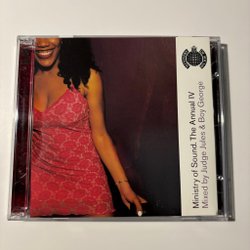 Ministry of Sound. The Annual IV
Mixed by Judge Jules & Boy George